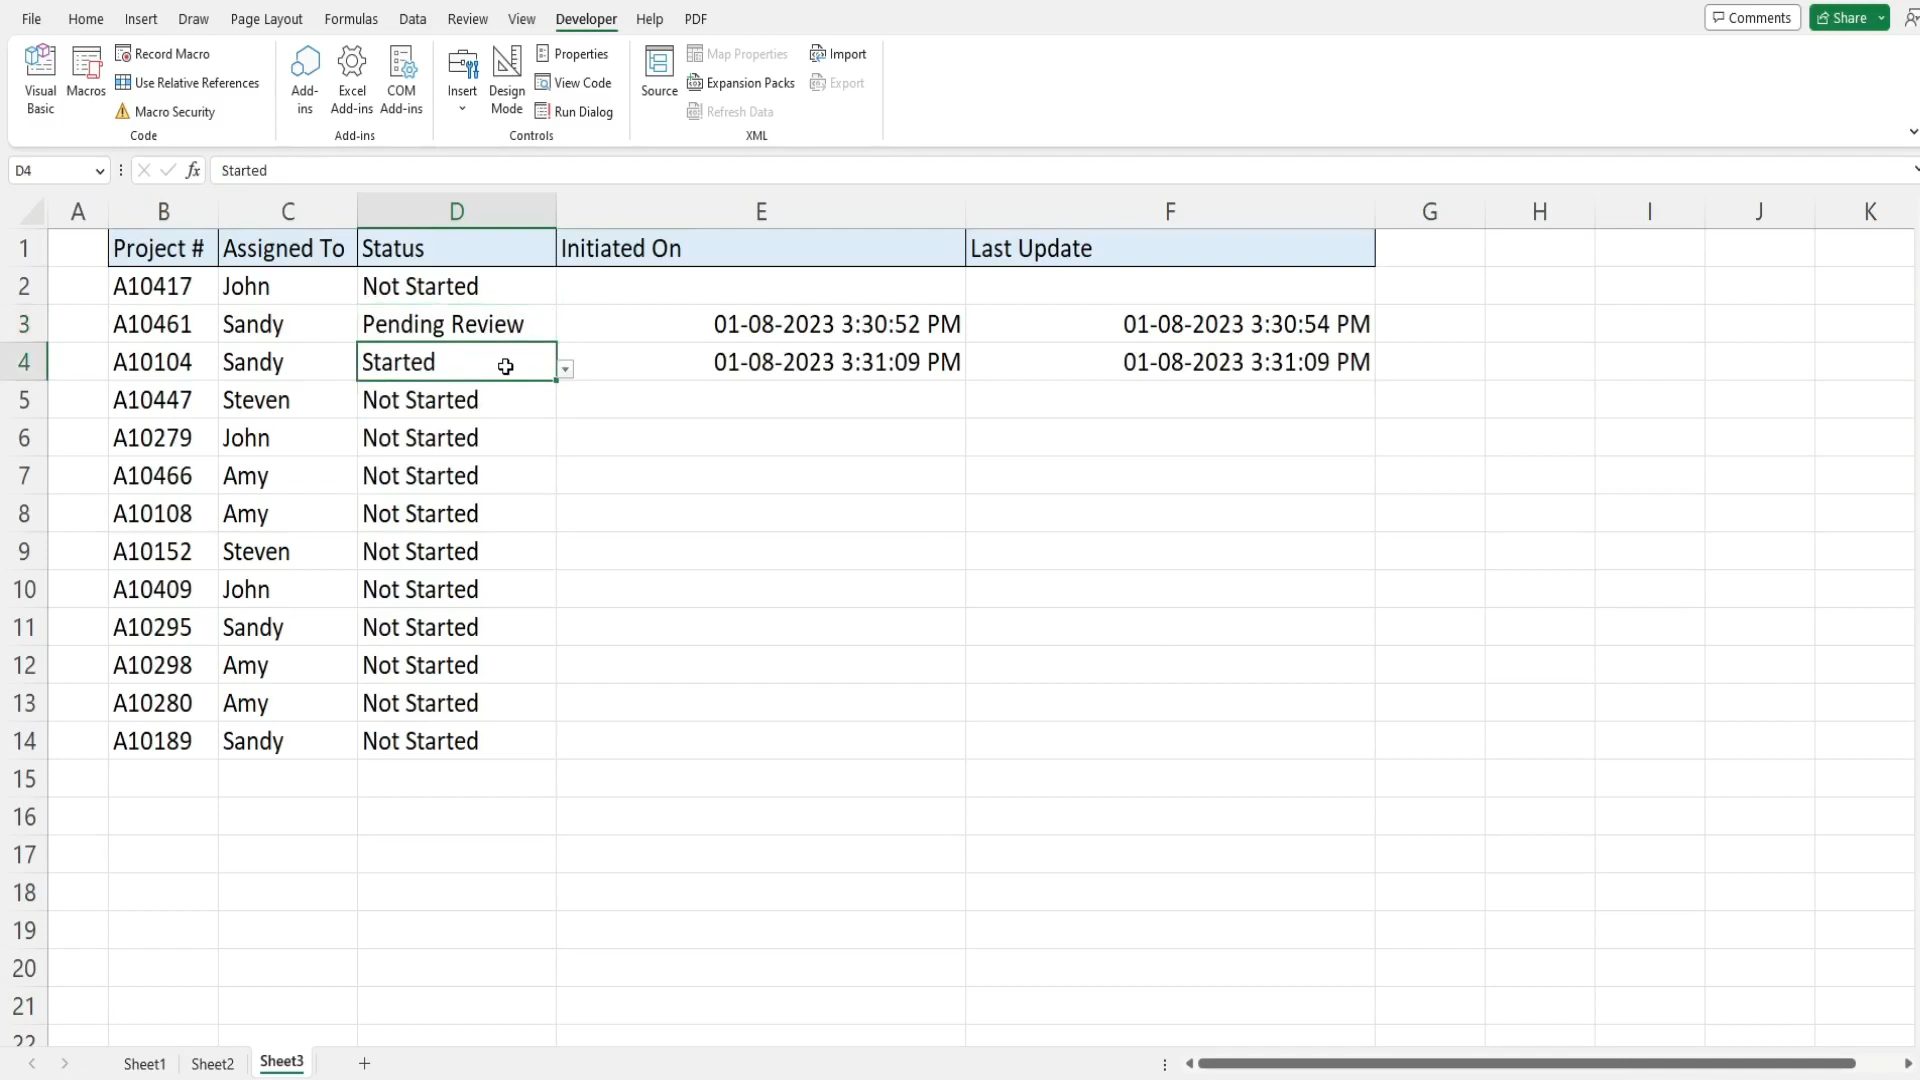 File Home Insert Draw Page Layout Formulas Data Review View Developer Help PDF Comments Share
Visual Basic
Macros
Record Macro
Use Relative References
Macro Security
Code
Add-ins
Excel Add-ins
COM Add-ins
Add-ins
Insert
Design Mode
Properties
View Code
Run Dialog
Controls
Source
Map Properties
Expansion Packs
Refresh Data
Import
Export
XML
D4 fx Started
A B C D E F G H I J K
1 Project # Assigned To Status Initiated On Last Update
2 A10417 John Not Started
3 A10461 Sandy Pending Review 01-08-2023 3:30:52 PM 01-08-2023 3:30:54 PM
4 A10104 Sandy Started 01-08-2023 3:31:09 PM 01-08-2023 3:31:09 PM
5 A10447 Steven Not Started
6 A10279 John Not Started
7 A10466 Amy Not Started
8 A10108 Amy Not Started
9 A10152 Steven Not Started
10 A10409 John Not Started
11 A10295 Sandy Not Started
12 A10298 Amy Not Started
13 A10280 Amy Not Started
14 A10189 Sandy Not Started
15
16
17
18
19
20
21
22
Sheet1 Sheet2 Sheet3